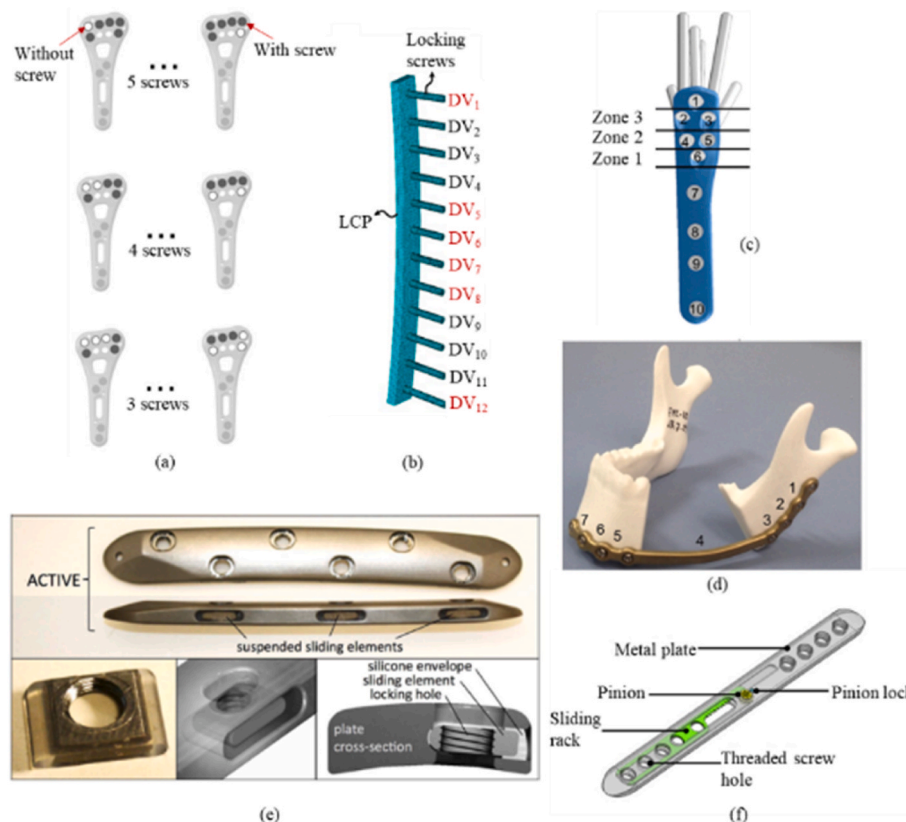 Without screw
With screw
5 screws
4 screws
3 screws
(a)
Locking screws
DV₁
DV₂
DV₃
DV₄
DV₅
DV₆
DV₇
DV₈
DV₉
DV₁₀
DV₁₁
DV₁₂
LCP
(b)
Zone 3
Zone 2
Zone 1
1
2
3
4
5
6
7
8
9
10
(c)
1
2
3
4
5
6
7
(d)
ACTIVE
suspended sliding elements
silicone envelope
sliding element
locking hole
plate cross-section
(e)
Metal plate
Pinion
Pinion lock
Sliding rack
Threaded screw hole
(f)